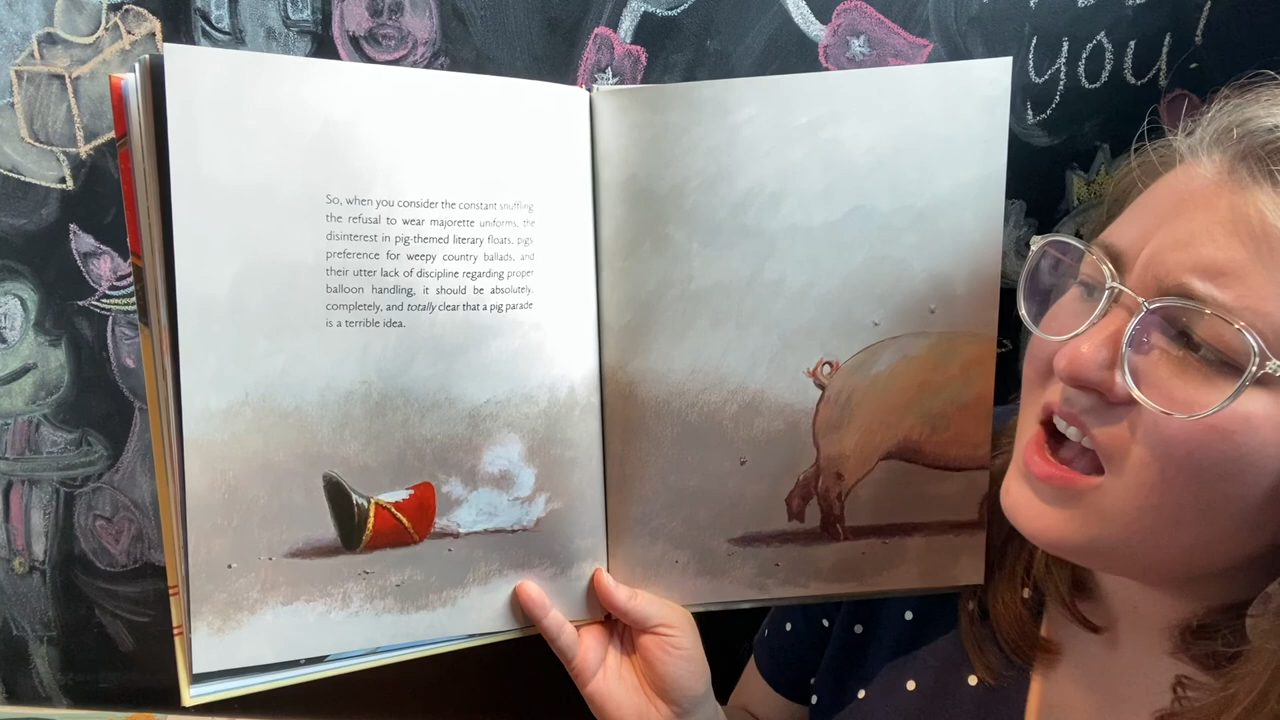 you
So, when you consider the constant snuffling
the refusal to wear majorette uniforms, the
disinterest in pig-themed literary floats, pigs
preference for weepy country ballads, and
their utter lack of discipline regarding proper
balloon handling, it should be absolutely,
completely, and totally clear that a pig parade
is a terrible idea.